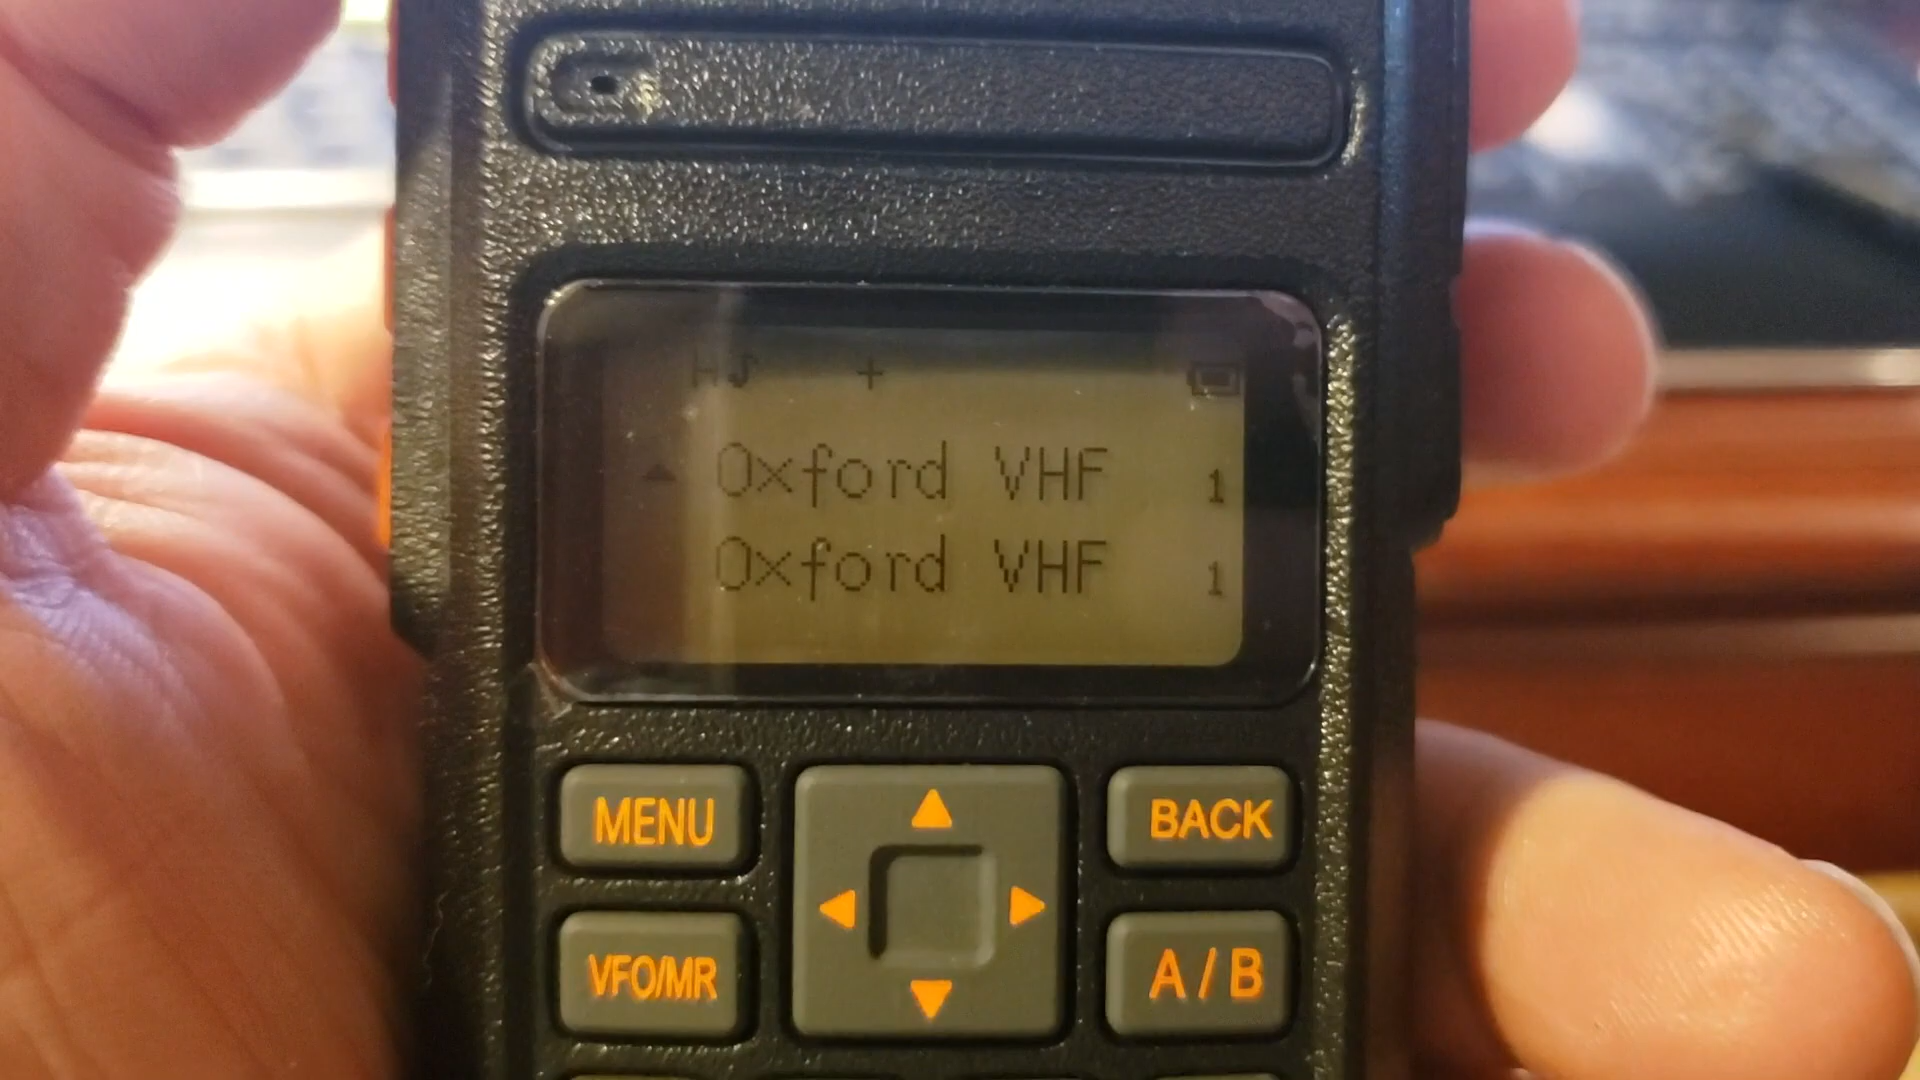 H♪ +
Oxford VHF 1
Oxford VHF 1
MENU
BACK
VFO/MR
A / B